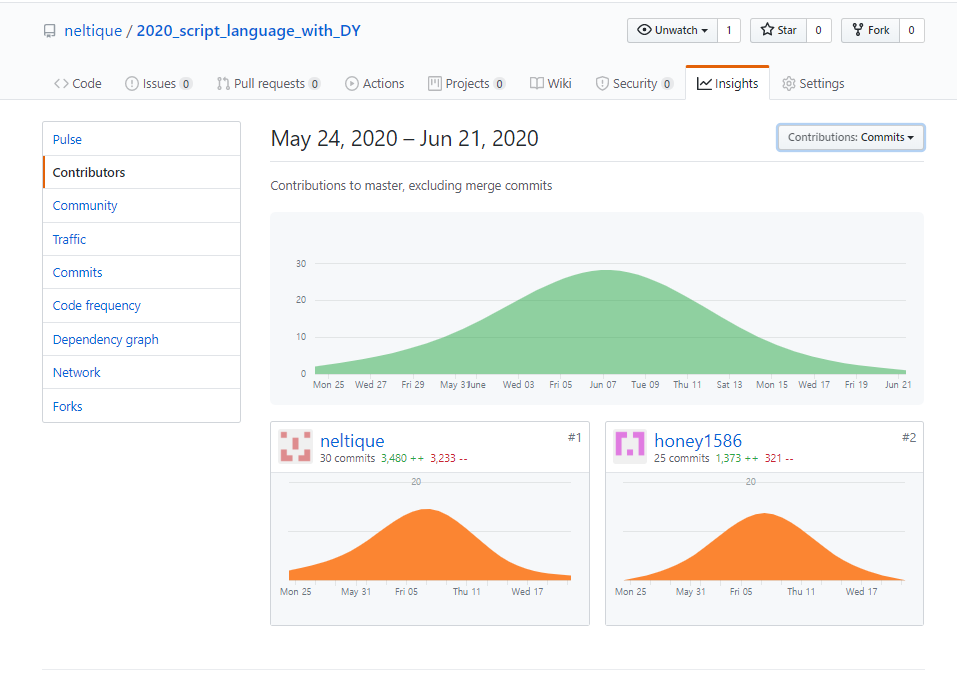 neltique / 2020_script_language_with_DY
Unwatch 1 Star 0 Fork 0
Code Issues 0 Pull requests 0 Actions Projects 0 Wiki Security 0 Insights Settings
Pulse
Contributors
Community
Traffic
Commits
Code frequency
Dependency graph
Network
Forks
May 24, 2020 – Jun 21, 2020
Contributions: Commits
Contributions to master, excluding merge commits
30
20
10
0
Mon 25 Wed 27 Fri 29 May 31 June Wed 03 Fri 05 Jun 07 Tue 09 Thu 11 Sat 13 Mon 15 Wed 17 Fri 19 Jun 21
neltique #1
30 commits 3,480 ++ 3,233 --
20
Mon 25 May 31 Fri 05 Thu 11 Wed 17
honey1586 #2
25 commits 1,373 ++ 321 --
20
Mon 25 May 31 Fri 05 Thu 11 Wed 17